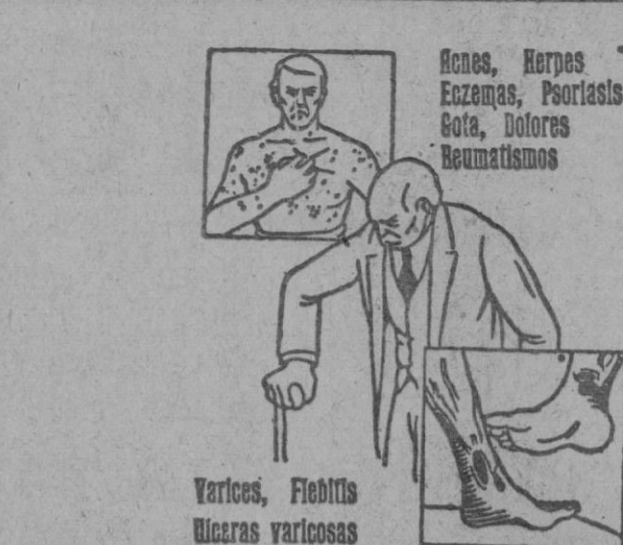 Acnes, Herpes
Eczemas, Psoriasis
Gota, Dolores
Reumatismos
Varices, Flebitis
Ulceras varicosas